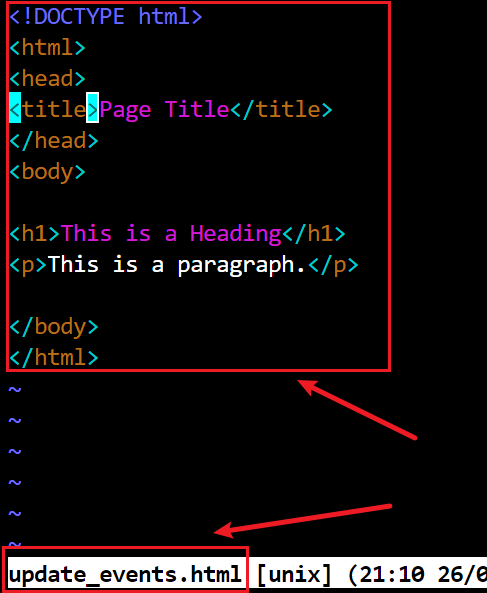 <!DOCTYPE html>
<html>
<head>
<title>Page Title</title>
</head>
<body>
<h1>This is a Heading</h1>
<p>This is a paragraph.</p>
</body>
</html>
~
~
~
~
~
~
update_events.html [unix] (21:10 26/0